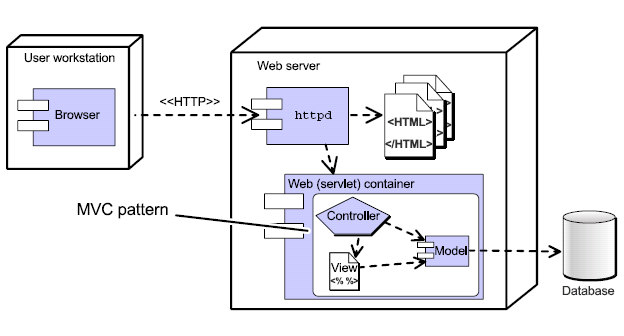 User workstation
Browser
<<HTTP>>
Web server
httpd
<HTML>
</HTML>
Web (servlet) container
MVC pattern
Controller
View
<% %>
Model
Database